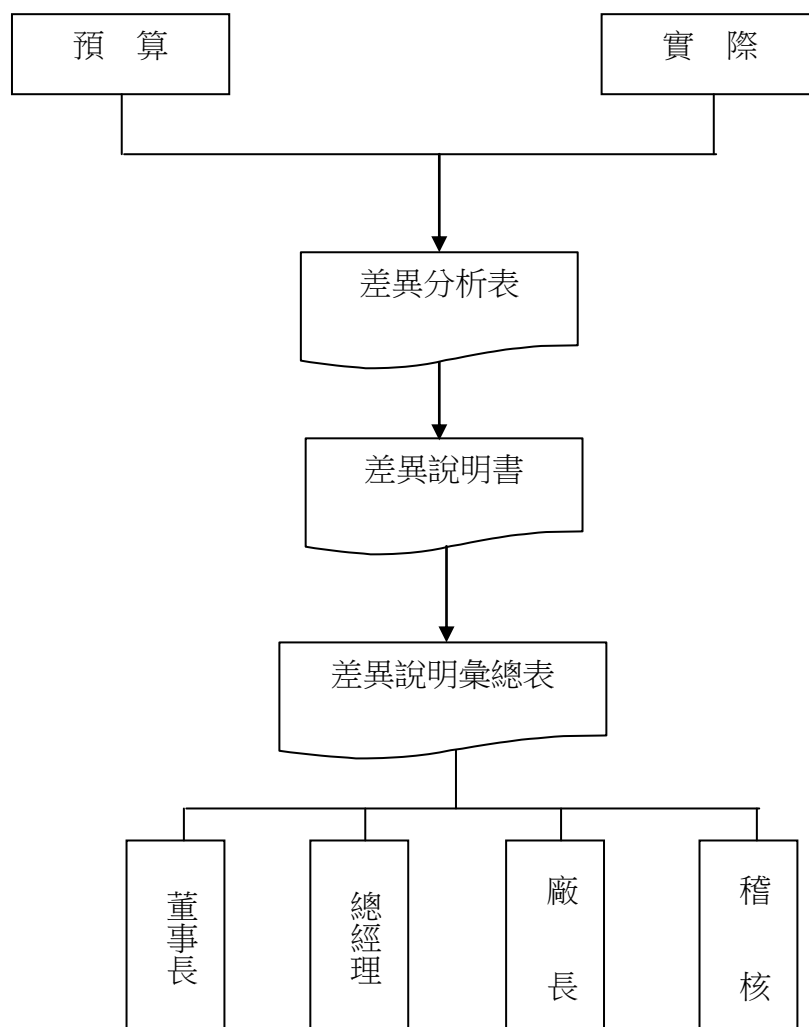 預 算
實 際
差異分析表
差異說明書
差異說明彙總表
董事長
總經理
廠 長
稽 核